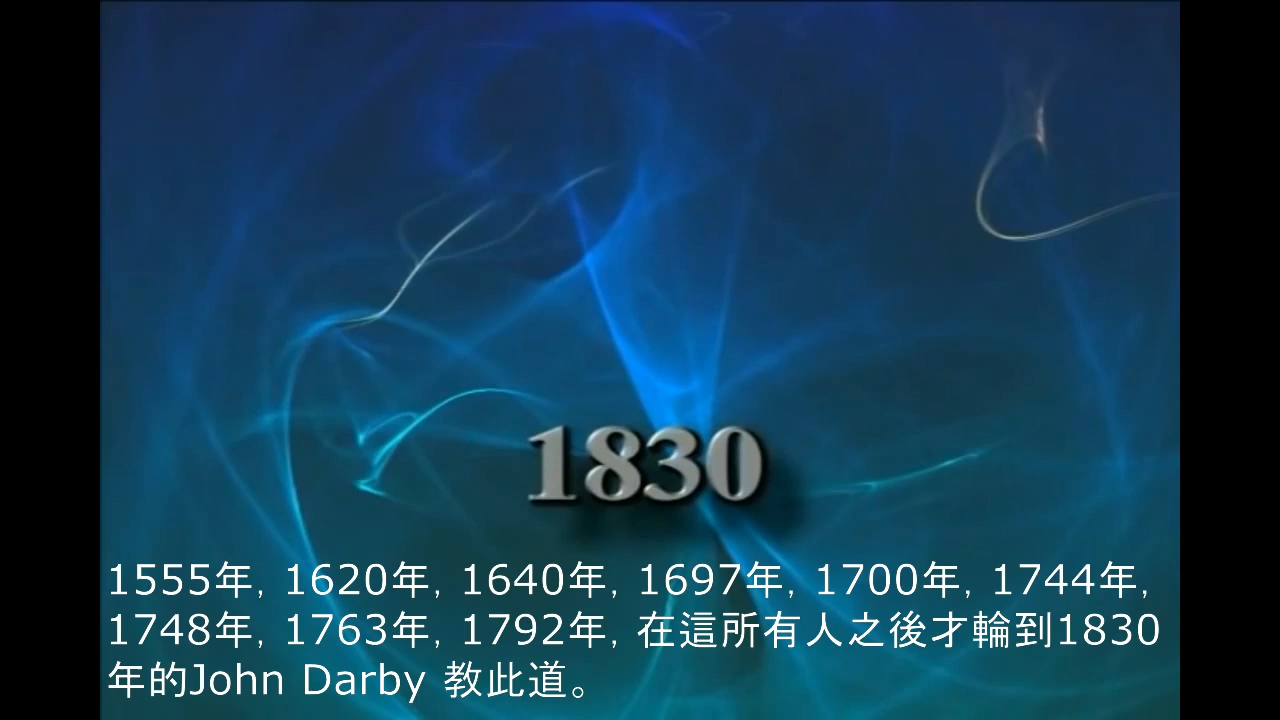 1830
1555年, 1620年, 1640年, 1697年, 1700年, 1744年,
1748年, 1763年, 1792年, 在這所有人之後才輪到1830
年的John Darby 教此道。